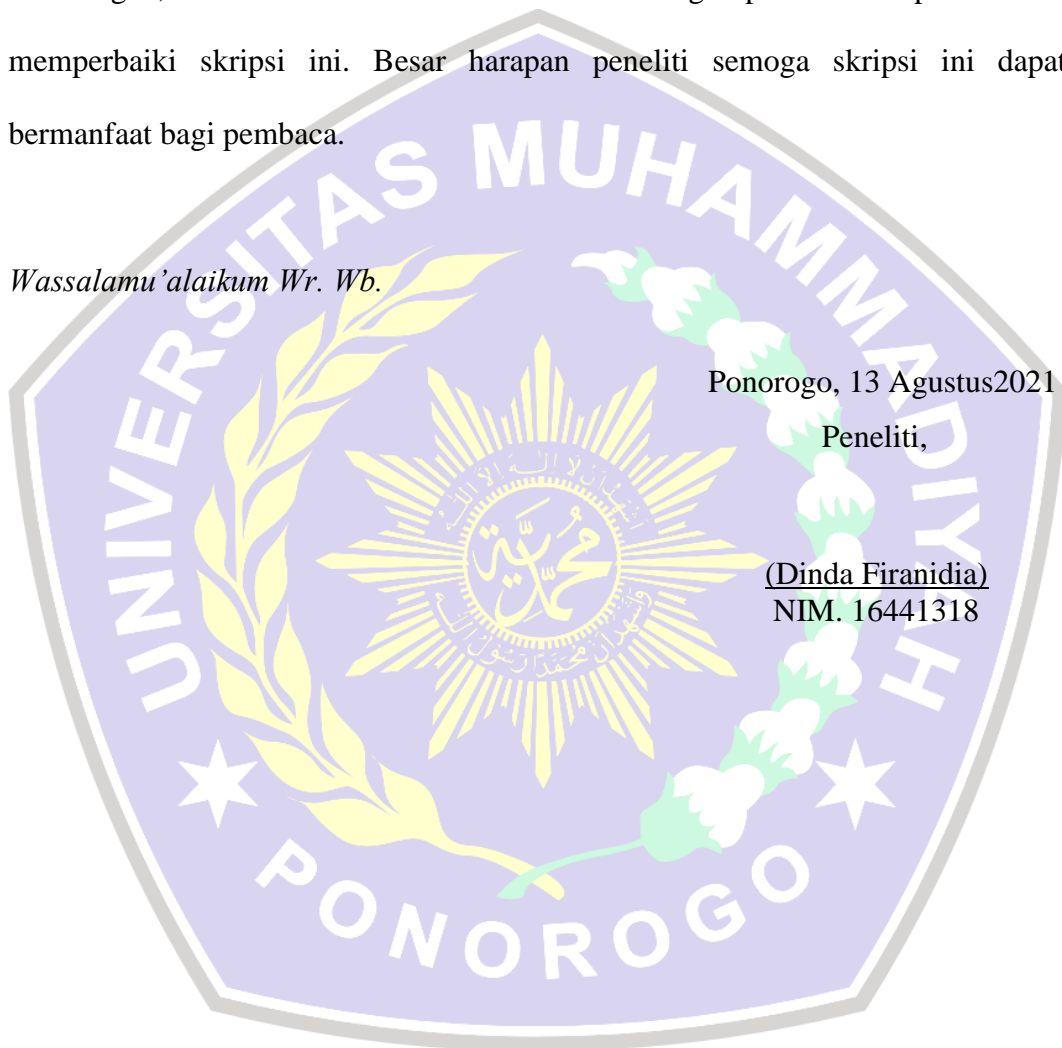 memperbaiki skripsi ini. Besar harapan peneliti semoga skripsi ini dapat
bermanfaat bagi pembaca.
Wassalamu’alaikum Wr. Wb.
Ponorogo, 13 Agustus2021
Peneliti,
(Dinda Firanidia)
NIM. 16441318
UNIVERSITAS MUHAMMADIYAH
PONOROGO
محمدية